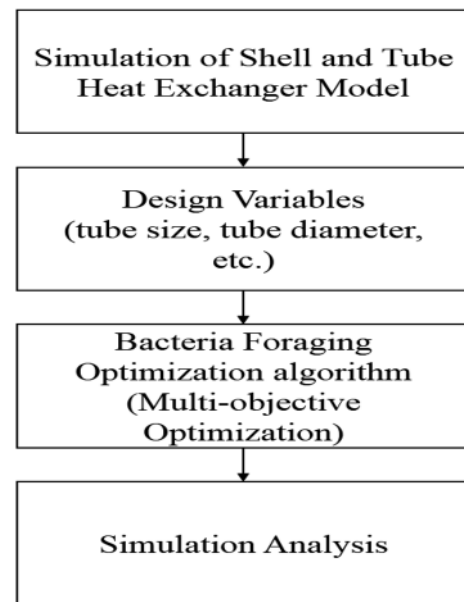 Simulation of Shell and Tube
Heat Exchanger Model
Design Variables
(tube size, tube diameter,
etc.)
Bacteria Foraging
Optimization algorithm
(Multi-objective
Optimization)
Simulation Analysis